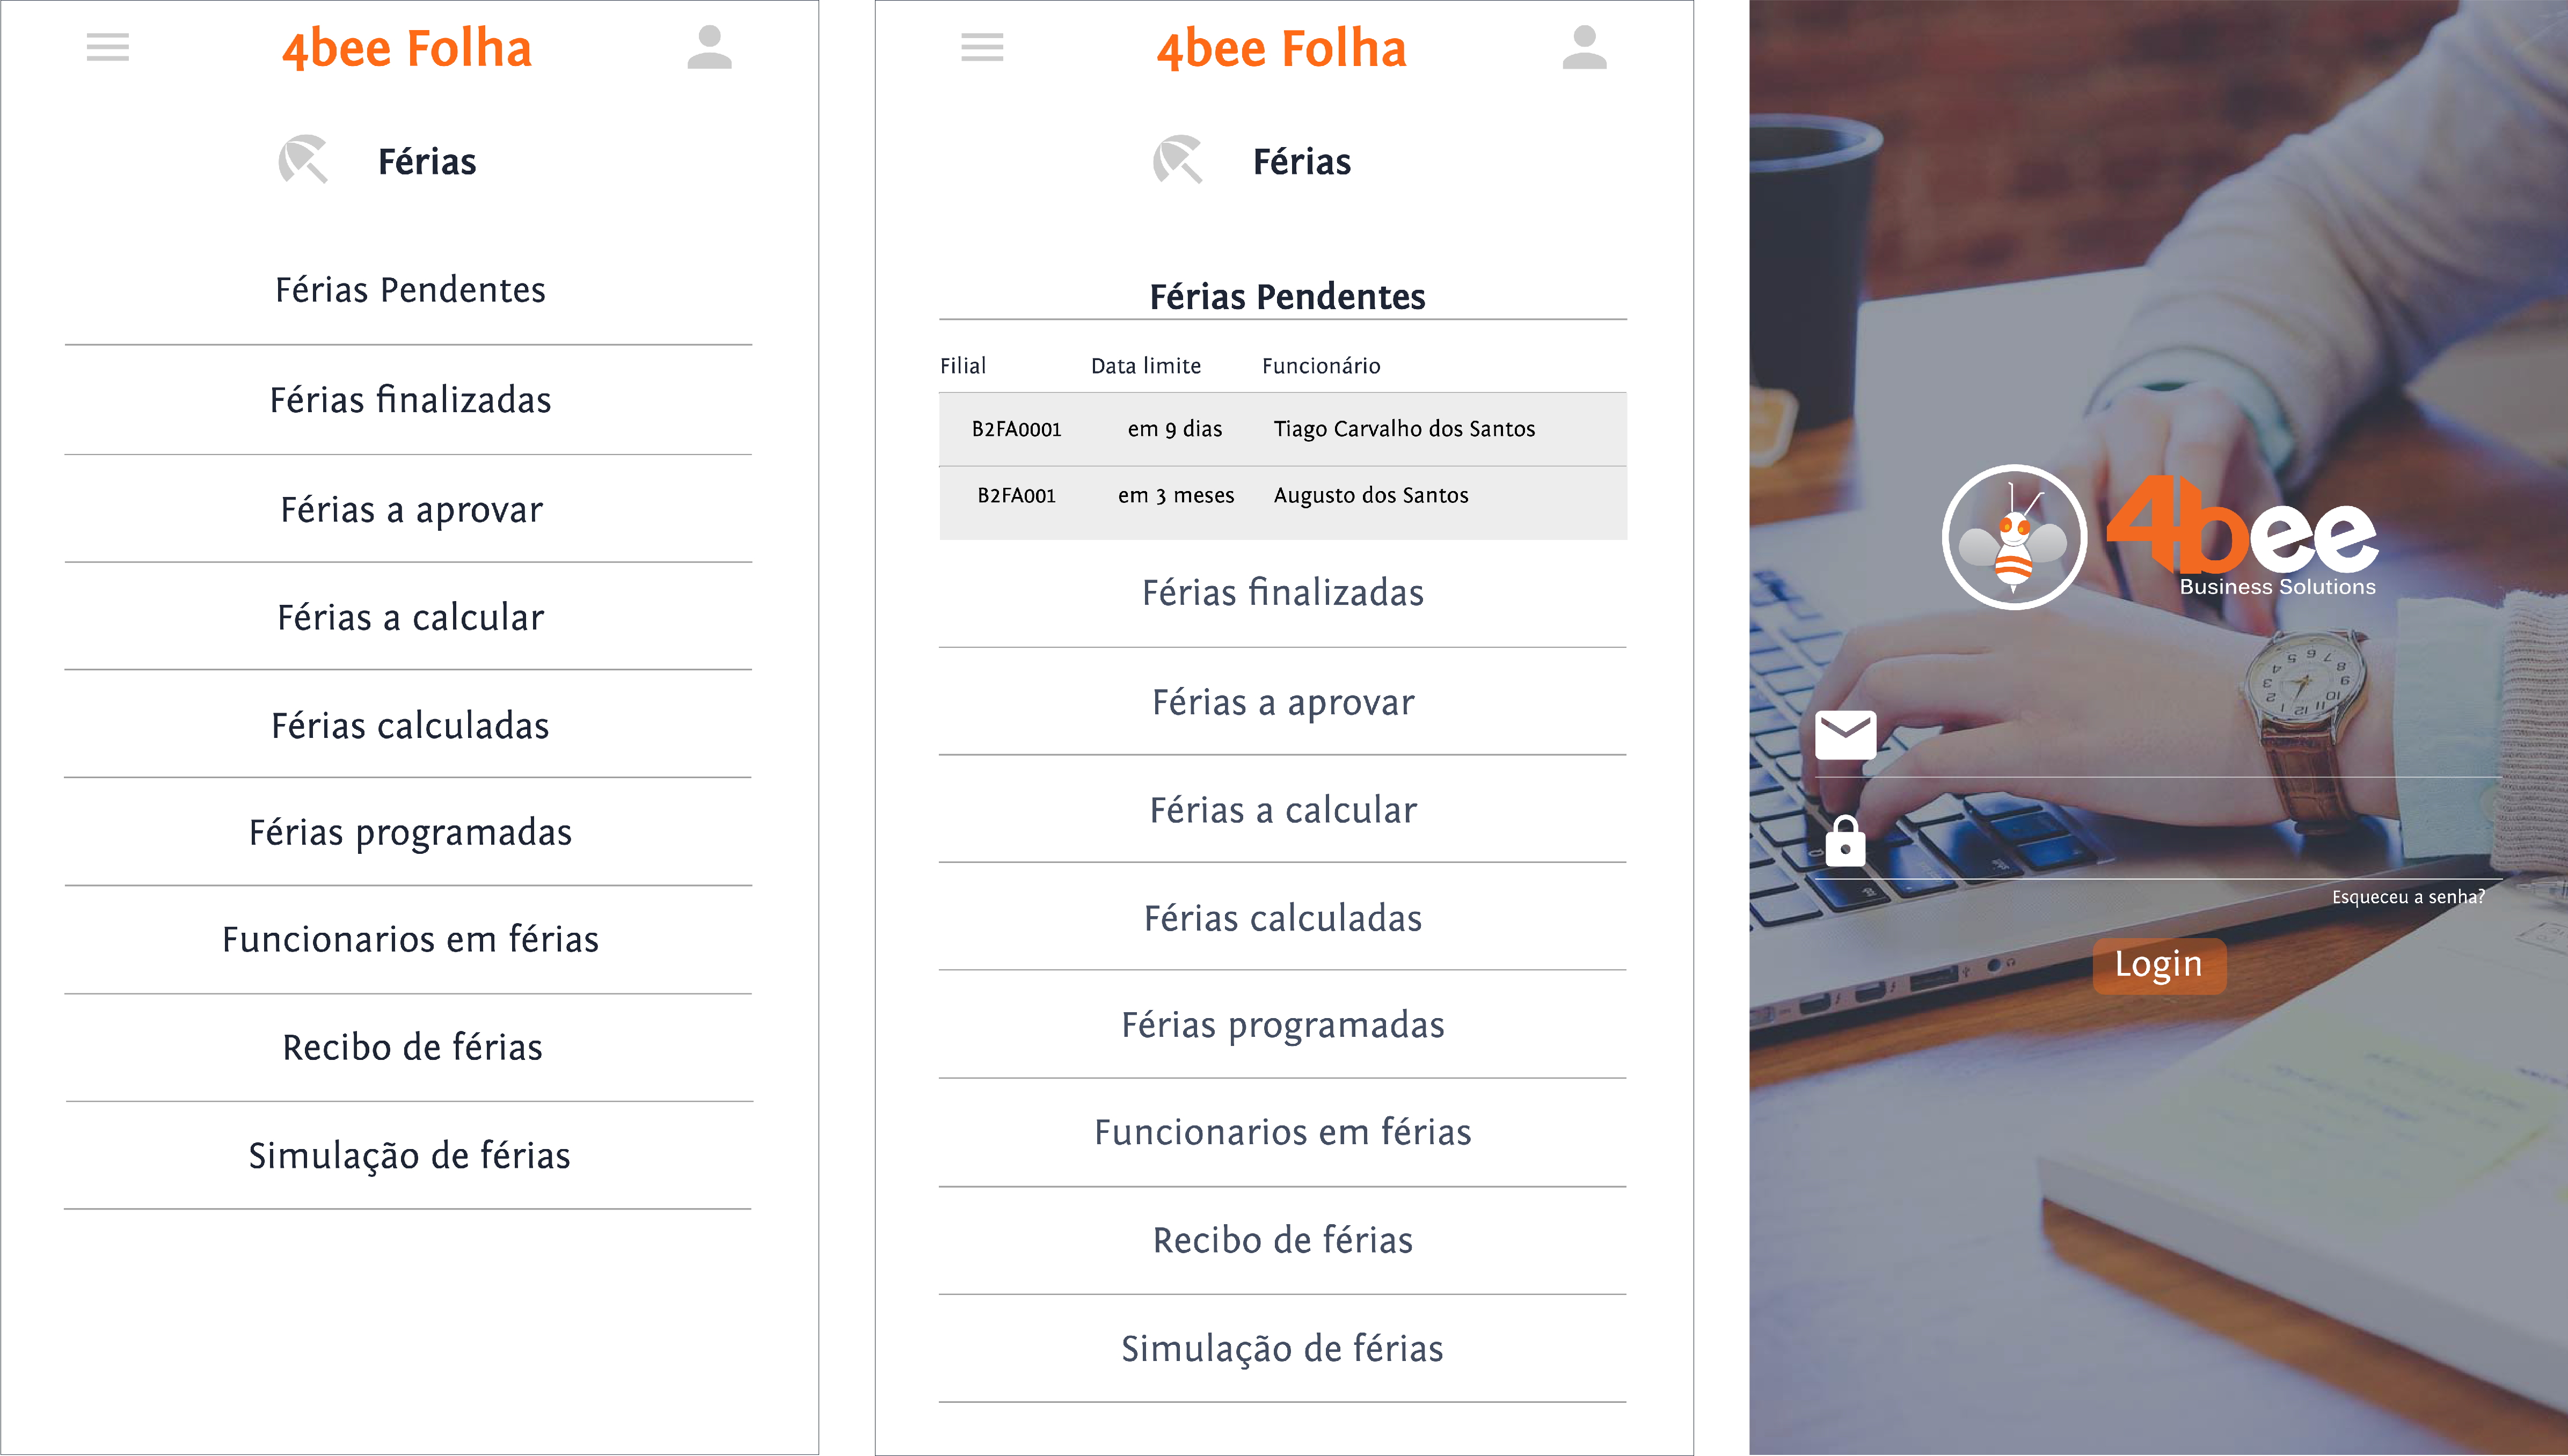 4bee Folha
Férias
Férias Pendentes
Férias finalizadas
Férias a aprovar
Férias a calcular
Férias calculadas
Férias programadas
Funcionarios em férias
Recibo de férias
Simulação de férias
4bee Folha
Férias
Férias Pendentes
Filial Data limite Funcionário
B2FA0001 em 9 dias Tiago Carvalho dos Santos
B2FA001 em 3 meses Augusto dos Santos
Férias finalizadas
Férias a aprovar
Férias a calcular
Férias calculadas
Férias programadas
Funcionarios em férias
Recibo de férias
Simulação de férias
4bee
Business Solutions
Esqueceu a senha?
Login